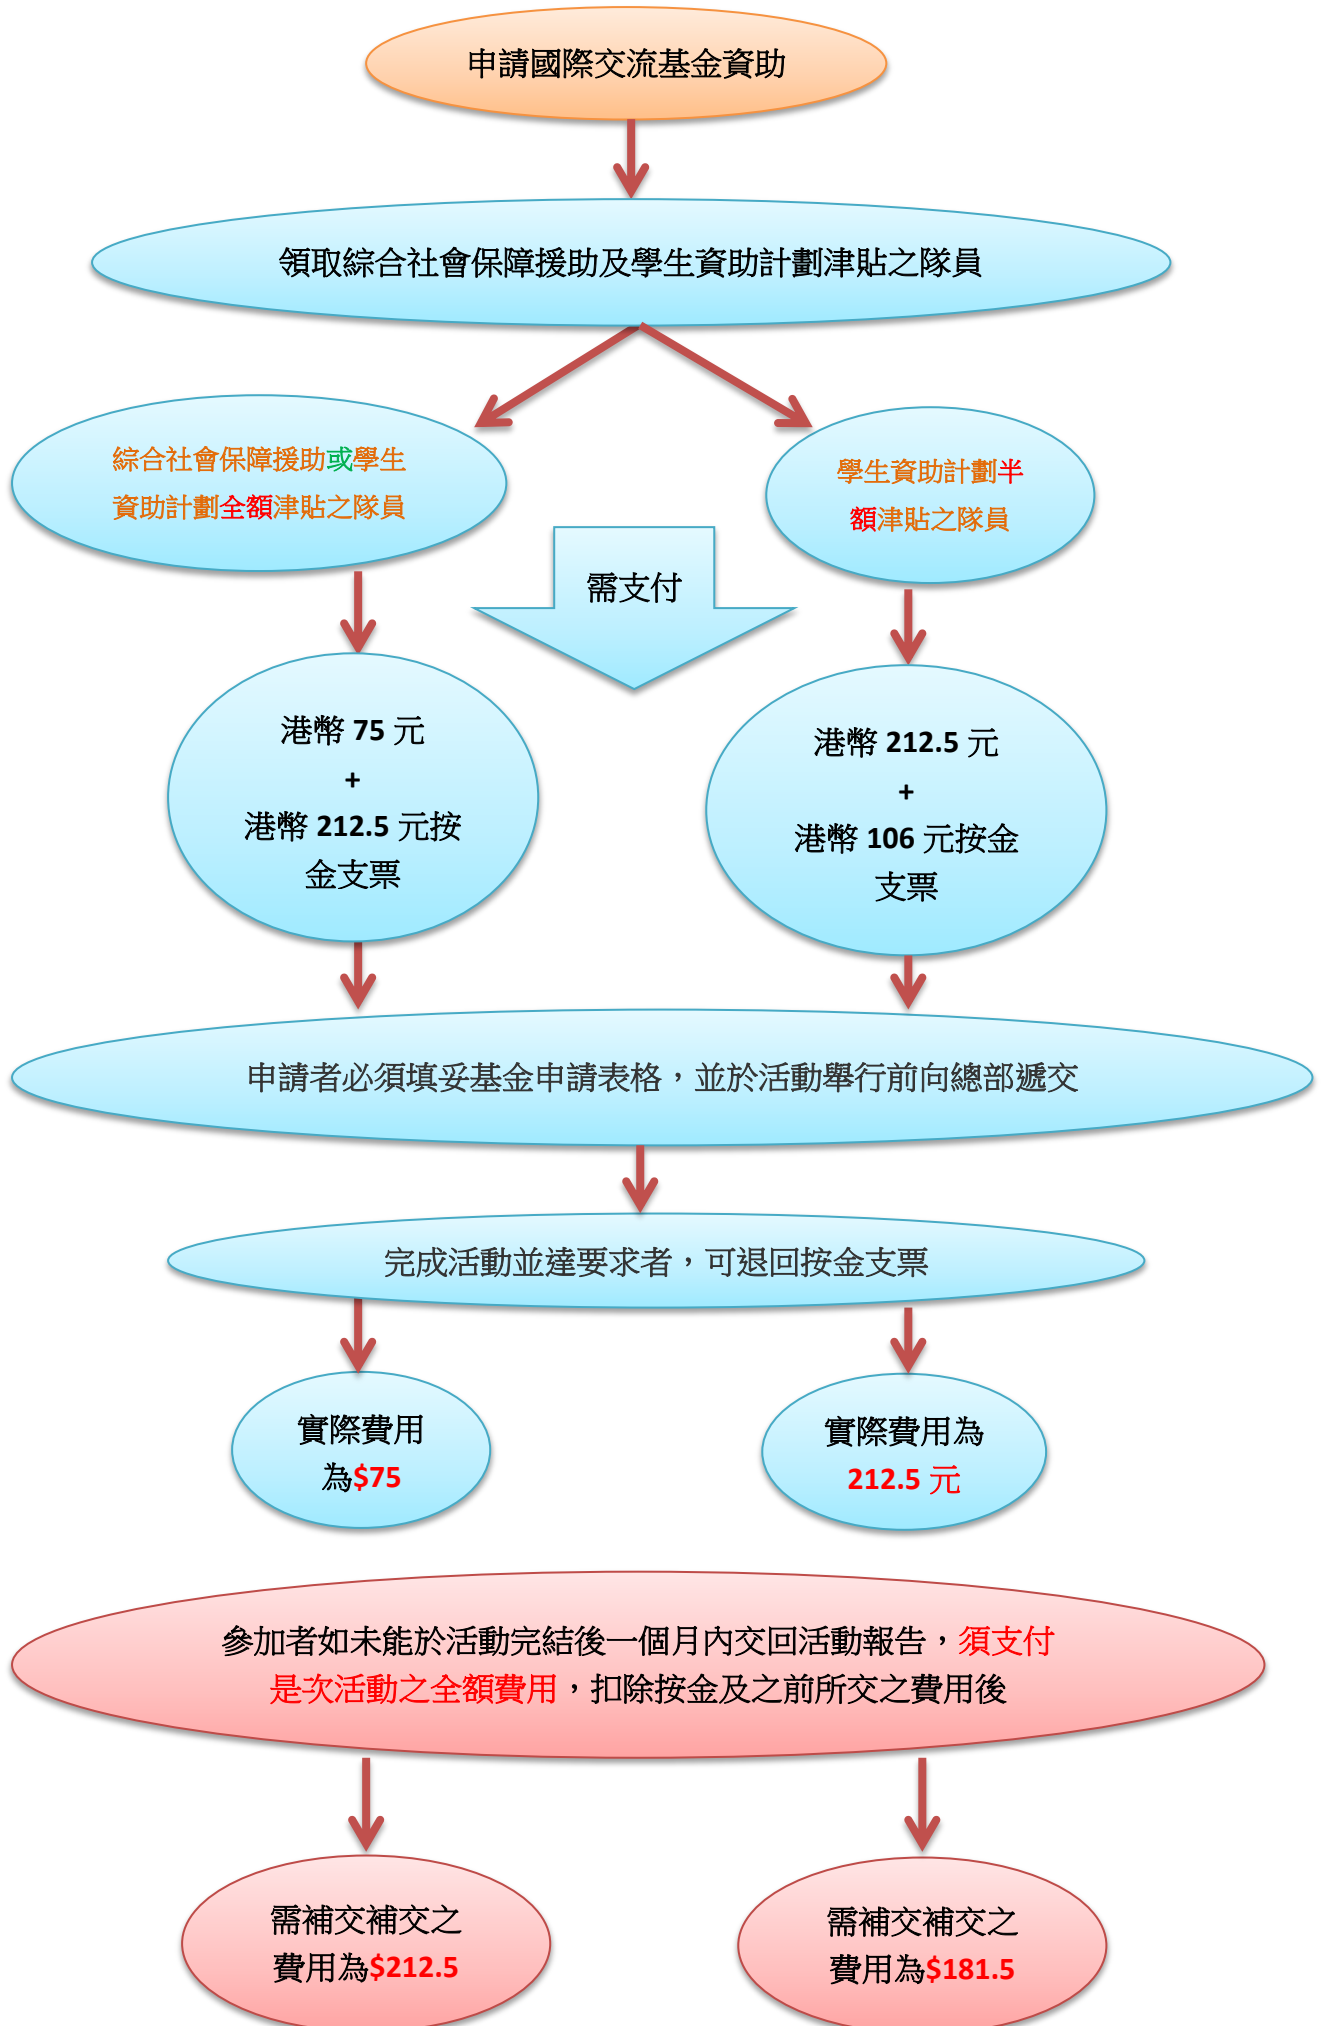 申請國際交流基金資助
領取綜合社會保障援助及學生資助計劃津貼之隊員
綜合社會保障援助或學生
資助計劃全額津貼之隊員
學生資助計劃半
額津貼之隊員
需支付
港幣 75 元
+
港幣 212.5 元按
金支票
港幣 212.5 元
+
港幣 106 元按金
支票
申請者必須填妥基金申請表格，並於活動舉行前向總部遞交
完成活動並達要求者，可退回按金支票
實際費用
為$75
實際費用為
212.5 元
參加者如未能於活動完結後一個月內交回活動報告，須支付
是次活動之全額費用，扣除按金及之前所交之費用後
需補交補交之
費用為$212.5
需補交補交之
費用為$181.5